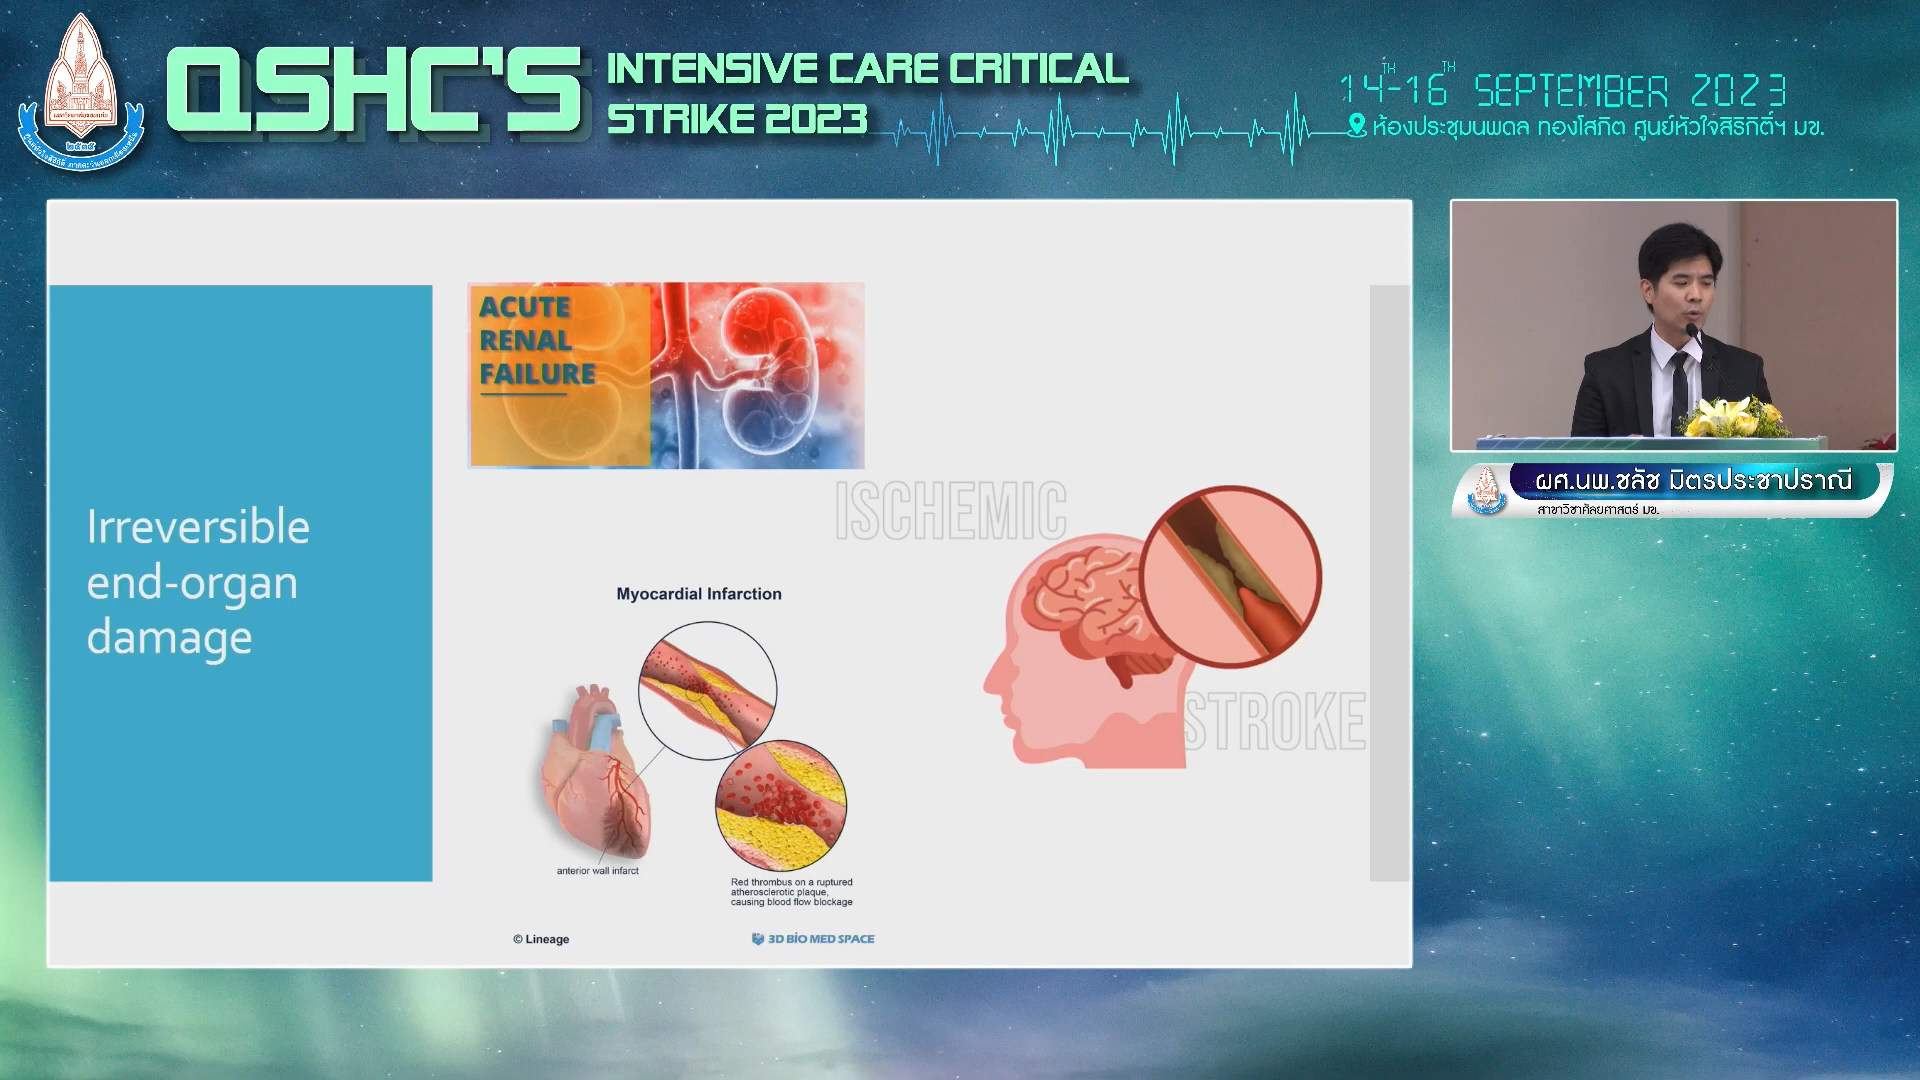 QSHC'S
INTENSIVE CARE CRITICAL
STRIKE 2023
14TH-16TH SEPTEMBER 2023
ห้องประชุมนพดล ทองโสภิต ศูนย์หัวใจสิริกิติ์ฯ มข.
ACUTE
RENAL
FAILURE
Irreversible
end-organ
damage
ISCHEMIC
STROKE
Myocardial Infarction
anterior wall infarct
Red thrombus on a ruptured
atherosclerotic plaque,
causing blood flow blockage
© Lineage
3D BIO MED SPACE
ผศ.นพ.ชลัช มิตรประชาปราณี
สาขาวิชาศัลยศาสตร์ มข.